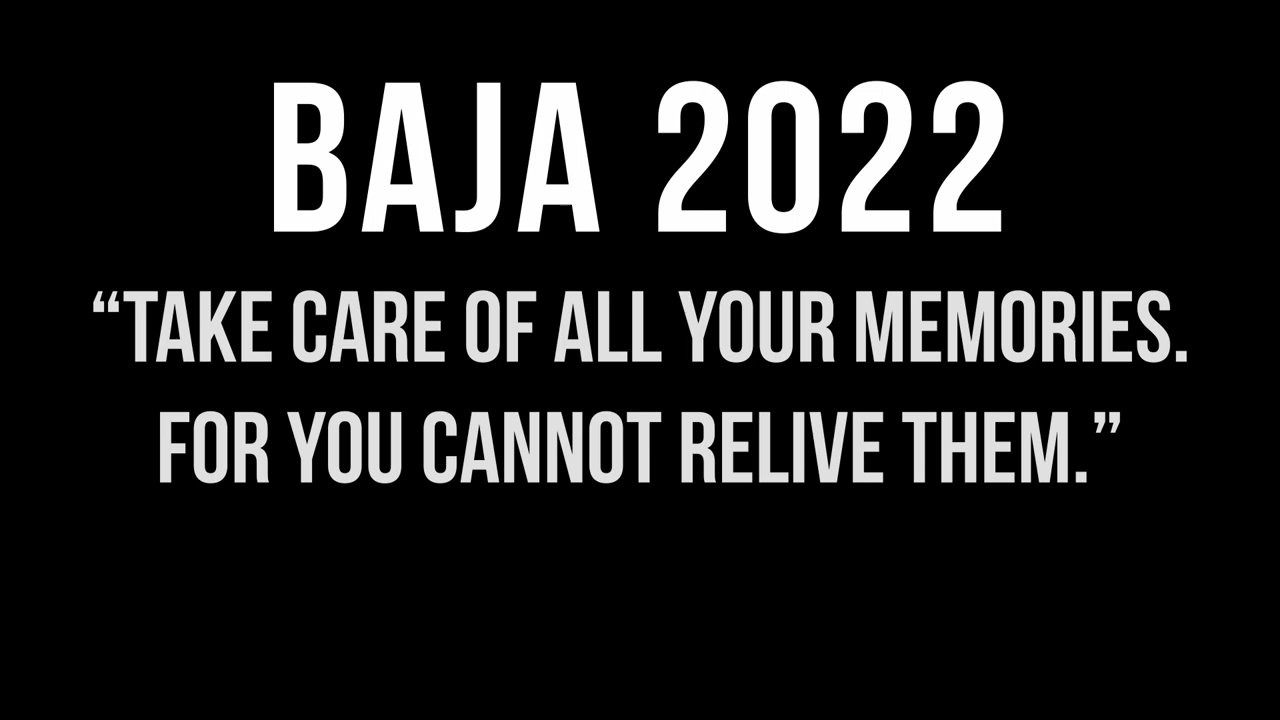 BAJA 2022
“TAKE CARE OF ALL YOUR MEMORIES.
FOR YOU CANNOT RELIVE THEM.”